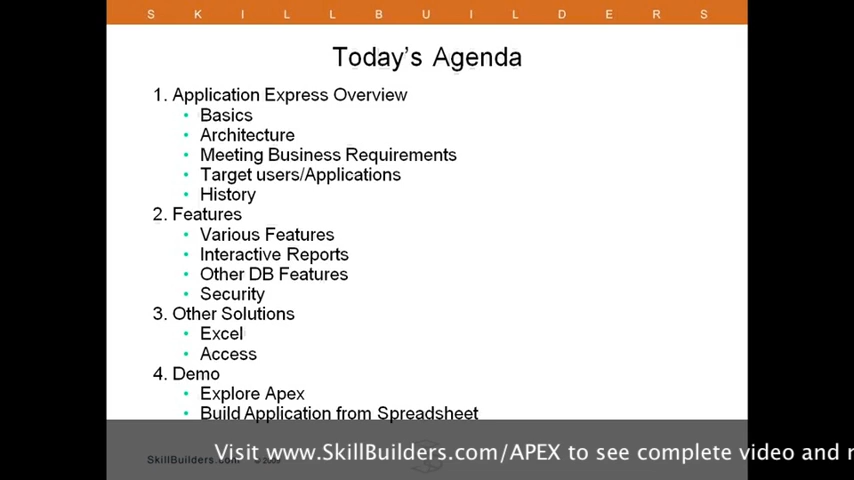 SKILLBUILDERS
Today's Agenda
1. Application Express Overview
• Basics
• Architecture
• Meeting Business Requirements
• Target users/Applications
• History
2. Features
• Various Features
• Interactive Reports
• Other DB Features
• Security
3. Other Solutions
• Excel
• Access
4. Demo
• Explore Apex
• Build Application from Spreadsheet
Visit www.SkillBuilders.com/APEX to see complete video and
SkillBuilders.com © 2009